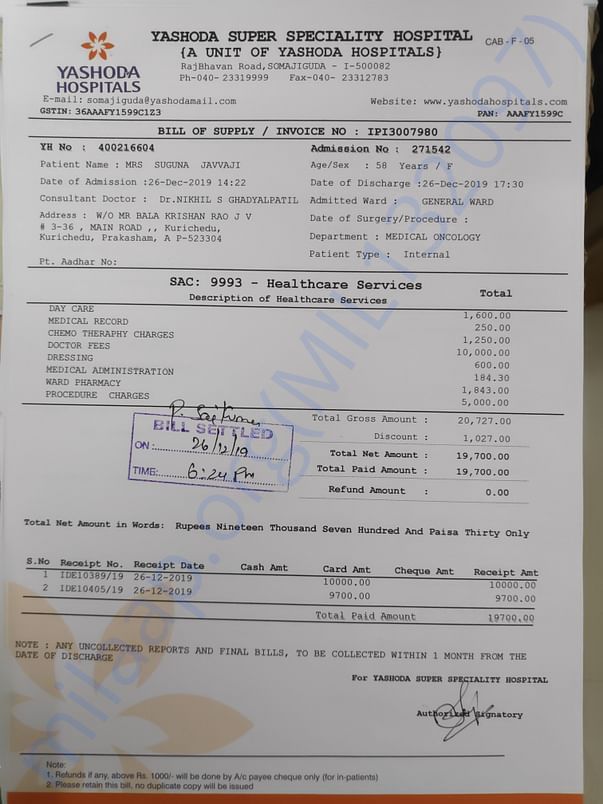 YASHODA SUPER SPECIALITY HOSPITAL
CAB - F - 05
{A UNIT OF YASHODA HOSPITALS}
RajBhavan Road,SOMAJIGUDA - I-500082
Ph-040- 23319999 Fax-040- 23312783
YASHODA
HOSPITALS
E-mail: somajiguda@yashodamail.com Website: www.yashodahospitals.com
GSTIN: 36AAAFY1599C1Z3 PAN: AAAFY1599C
BILL OF SUPPLY / INVOICE NO : IPI3007980
YH No : 400216604 Admission No : 271542
Patient Name : MRS SUGUNA JAVVAJI Age/Sex : 58 Years / F
Date of Admission :26-Dec-2019 14:22 Date of Discharge :26-Dec-2019 17:30
Consultant Doctor : Dr.NIKHIL S GHADYALPATIL Admitted Ward : GENERAL WARD
Address : W/O MR BALA KRISHAN RAO J V Date of Surgery/Procedure :
# 3-36 , MAIN ROAD ,, Kurichedu,
Kurichedu, Prakasham, A P-523304 Department : MEDICAL ONCOLOGY
Patient Type : Internal
Pt. Aadhar No:
SAC: 9993 - Healthcare Services
Description of Healthcare Services Total
DAY CARE 1,600.00
MEDICAL RECORD 250.00
CHEMO THERAPHY CHARGES 1,250.00
DOCTOR FEES 10,000.00
DRESSING 600.00
MEDICAL ADMINISTRATION 184.30
WARD PHARMACY 1,843.00
PROCEDURE CHARGES 5,000.00
Total Gross Amount : 20,727.00
BILL SETTLED
Discount : 1,027.00
ON : 26/12/19
Total Net Amount : 19,700.00
TIME: 6:24 Pm
Total Paid Amount : 19,700.00
Refund Amount : 0.00
Total Net Amount in Words: Rupees Nineteen Thousand Seven Hundred And Paisa Thirty Only
S.No Receipt No. Receipt Date Cash Amt Card Amt Cheque Amt Receipt Amt
1 IDE10389/19 26-12-2019 10000.00 10000.00
2 IDE10405/19 26-12-2019 9700.00 9700.00
Total Paid Amount 19700.00
NOTE : ANY UNCOLLECTED REPORTS AND FINAL BILLS, TO BE COLLECTED WITHIN 1 MONTH FROM THE
DATE OF DISCHARGE
For YASHODA SUPER SPECIALITY HOSPITAL
Authorized Signatory
Note:
1. Refunds if any, above Rs. 1000/- will be done by A/c payee cheque only (for in-patients)
2. Please retain this bill, no duplicate copy will be issued
milaap.org(MIL132097)